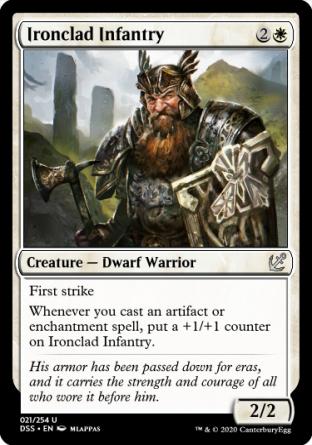 Ironclad Infantry 2
Creature — Dwarf Warrior
First strike
Whenever you cast an artifact or
enchantment spell, put a +1/+1 counter
on Ironclad Infantry.
His armor has been passed down for eras,
and it carries the strength and courage of all
who wore it before him.
2/2
021/254 U
DSS • EN MLAPPAS
™ & © 2020 CanterburyEgg